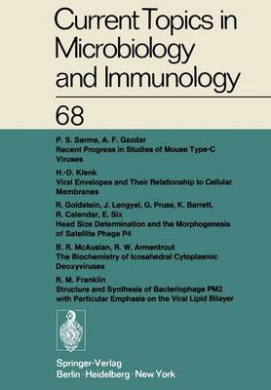 Current Topics in
Microbiology
and Immunology
68
P. S. Sarma, A. F. Gazdar
Recent Progress in Studies of Mouse Type-C
Viruses
H.-D. Klenk
Viral Envelopes and Their Relationship to Cellular
Membranes
R. Goldstein, J. Lengyel, G. Pruss, K. Barrett,
R. Calendar, E. Six
Head Size Determination and the Morphogenesis
of Satellite Phage P4
B. R. McAuslan, R. W. Armentrout
The Biochemistry of Icosahedral Cytoplasmic
Deoxyviruses
R. M. Franklin
Structure and Synthesis of Bacteriophage PM2
with Particular Emphasis on the Viral Lipid Bilayer
Springer-Verlag
Berlin · Heidelberg · New York